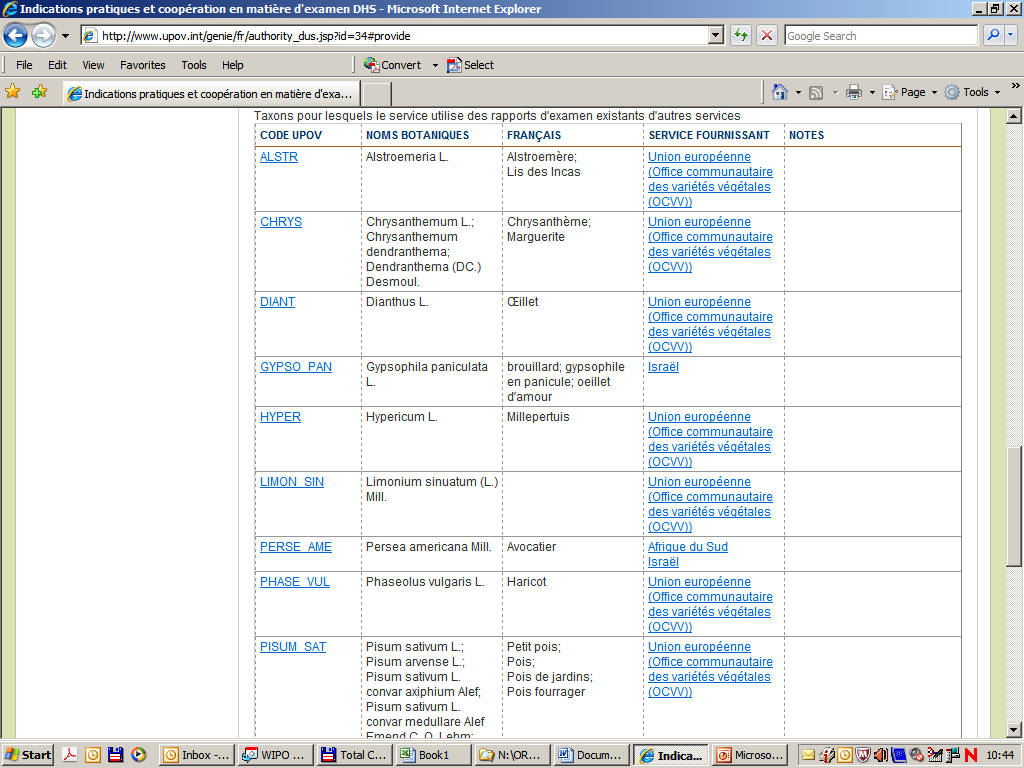 Indications pratiques et coopération en matière d'examen DHS - Microsoft Internet Explorer
http://www.upov.int/genie/fr/authority_dus.jsp?id=34#provide
Google Search
File Edit View Favorites Tools Help
Convert Select
Indications pratiques et coopération en matière d'exa...
Page Tools »
Taxons pour lesquels le service utilise des rapports d'examen existants d'autres services
CODE UPOV NOMS BOTANIQUES FRANÇAIS SERVICE FOURNISSANT NOTES
ALSTR Alstroemeria L. Alstroemère; Union européenne
Lis des Incas (Office communautaire
des variétés végétales
(OCVV))
CHRYS Chrysanthemum L.; Chrysanthème; Union européenne
Chrysanthemum Marguerite (Office communautaire
dendranthema; des variétés végétales
Dendranthema (DC.) (OCVV))
Desmoul.
DIANT Dianthus L. Œillet Union européenne
(Office communautaire
des variétés végétales
(OCVV))
GYPSO_PAN Gypsophila paniculata brouillard; gypsophile Israël
L. en panicule; oeillet
d'amour
HYPER Hypericum L. Millepertuis Union européenne
(Office communautaire
des variétés végétales
(OCVV))
LIMON_SIN Limonium sinuatum (L.) Union européenne
Mill. (Office communautaire
des variétés végétales
(OCVV))
PERSE_AME Persea americana Mill. Avocatier Afrique du Sud
Israël
PHASE_VUL Phaseolus vulgaris L. Haricot Union européenne
(Office communautaire
des variétés végétales
(OCVV))
PISUM_SAT Pisum sativum L.; Petit pois; Union européenne
Pisum arvense L.; Pois; (Office communautaire
Pisum sativum L. Pois de jardins; des variétés végétales
convar axiphium Alef; Pois fourrager (OCVV))
Pisum sativum L.
convar medullare Alef
Emend C. O. Lehm;
Start Inbox -... WIPO ... Total C... Book1 N:\OR... Docum... Indica... Microso... 10:44